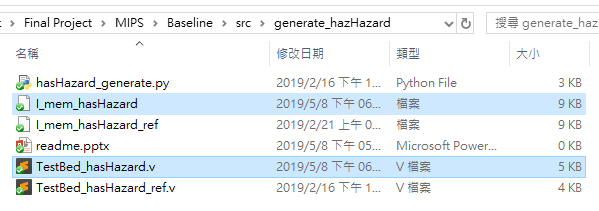 Final Project > MIPS > Baseline > src > generate_hazHazard
搜尋 generate_haz
名稱 修改日期 類型 大小
hasHazard_generate.py 2019/2/16 下午 1... Python File 3 KB
I_mem_hasHazard 2019/5/8 下午 06... 檔案 9 KB
I_mem_hasHazard_ref 2019/2/21 上午 0... 檔案 9 KB
readme.pptx 2019/5/8 下午 05... Microsoft Power... 0 KB
TestBed_hasHazard.v 2019/5/8 下午 06... V 檔案 5 KB
TestBed_hasHazard_ref.v 2019/2/16 下午 1... V 檔案 4 KB